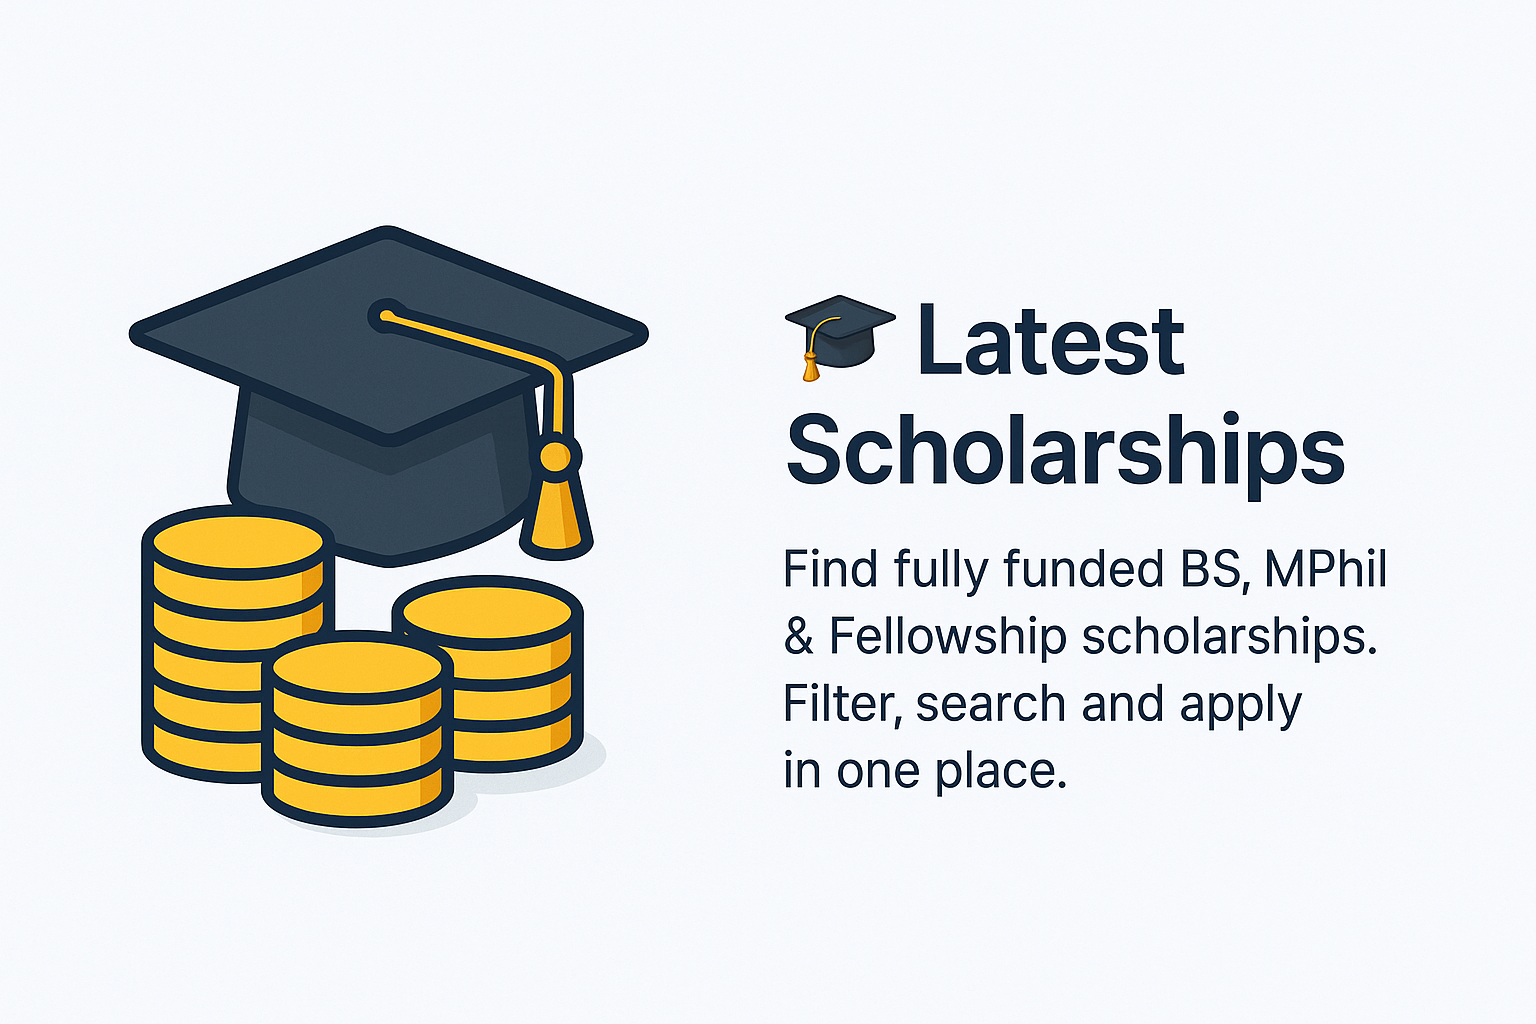 🎓 Latest
Scholarships
Find fully funded BS, MPhil
& Fellowship scholarships.
Filter, search and apply
in one place.